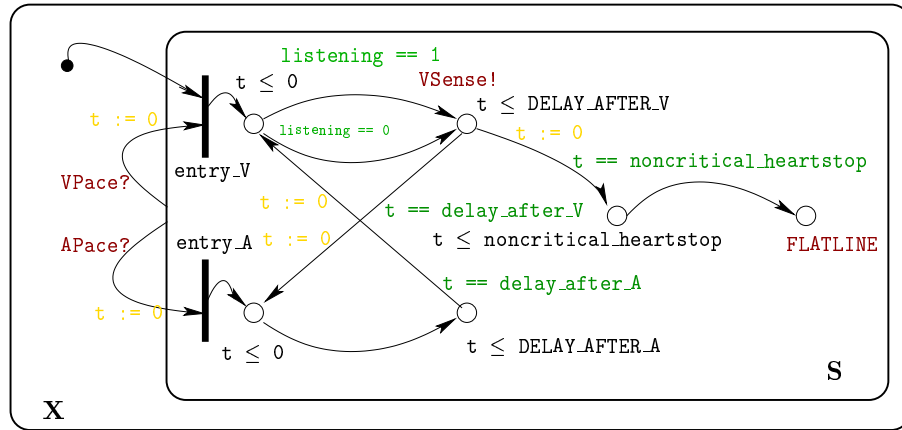 listening == 1
t ≤ 0
VSense!
t ≤ DELAY_AFTER_V
t := 0
listening == 0
t := 0
t == noncritical_heartstop
entry_V
VPace?
t := 0
t == delay_after_V
APace?
entry_A
t := 0
t ≤ noncritical_heartstop
FLATLINE
t == delay_after_A
t := 0
t ≤ 0
t ≤ DELAY_AFTER_A
S
X